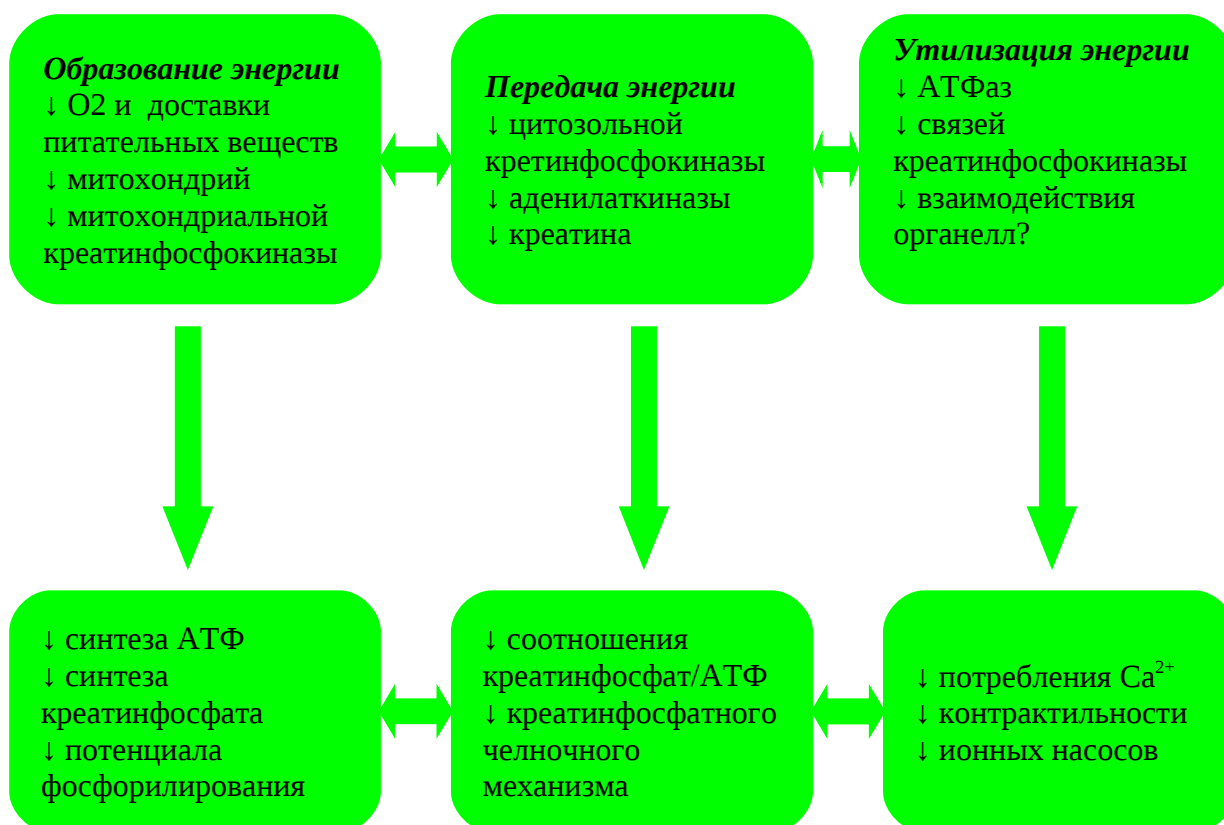 Образование энергии
↓ О2 и доставки
питательных веществ
↓ митохондрий
↓ митохондриальной
креатинфосфокиназы
Передача энергии
↓ цитозольной
кретинфосфокиназы
↓ аденилаткиназы
↓ креатина
Утилизация энергии
↓ АТФаз
↓ связей
креатинфосфокиназы
↓ взаимодействия
органелл?
↓ синтеза АТФ
↓ синтеза
креатинфосфата
↓ потенциала
фосфорилирования
↓ соотношения
креатинфосфат/АТФ
↓ креатинфосфатного
челночного
механизма
↓ потребления Ca²⁺
↓ контрактильности
↓ ионных насосов